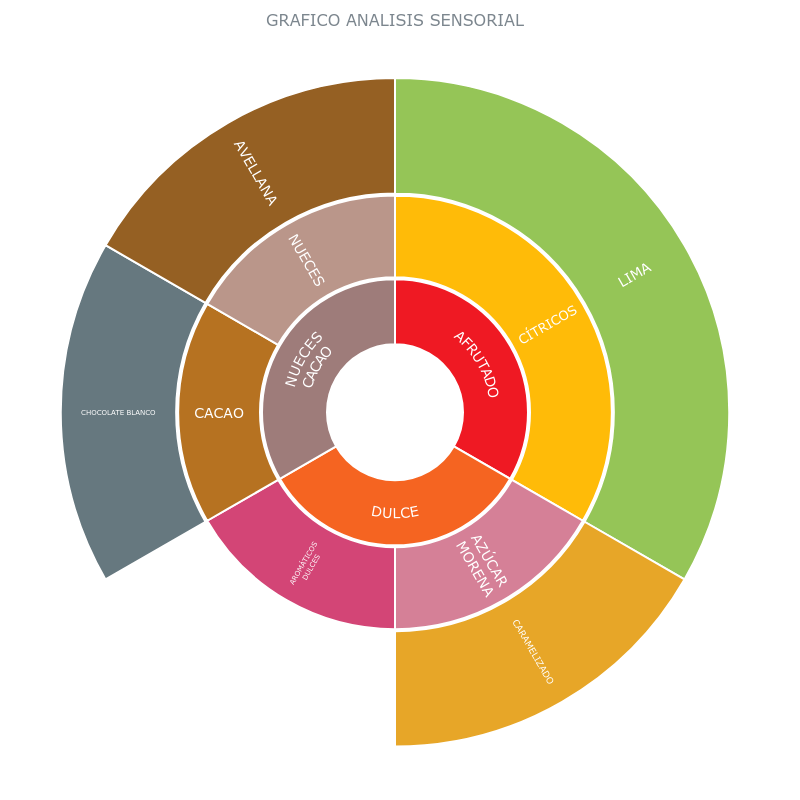 GRAFICO ANALISIS SENSORIAL
AVELLANA
LIMA
NUECES
CÍTRICOS
NUECES
CACAO
AFRUTADO
CHOCOLATE BLANCO
CACAO
DULCE
AROMÁTICOS
DULCES
AZÚCAR
MORENA
CARAMELIZADO